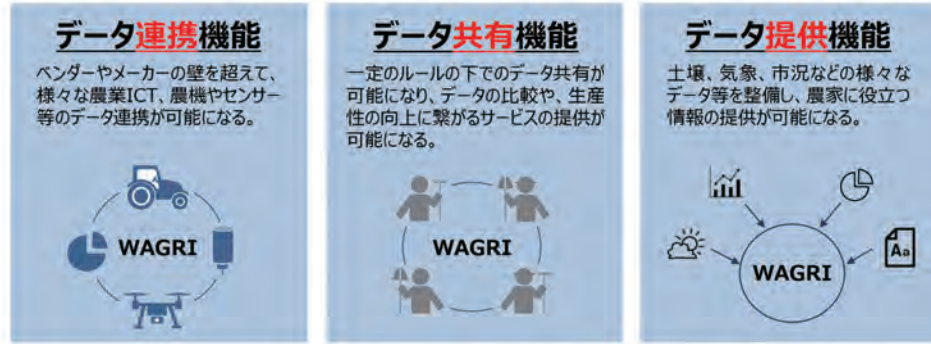 データ連携機能
ベンダーやメーカーの壁を超えて、
様々な農業ICT、農機やセンサー
等のデータ連携が可能になる。
WAGRI
データ共有機能
一定のルールの下でのデータ共有が
可能になり、データの比較や、生産
性の向上に繋がるサービスの提供が
可能になる。
WAGRI
データ提供機能
土壌、気象、市況などの様々な
データ等を整備し、農家に役立つ
情報の提供が可能になる。
Aa
WAGRI